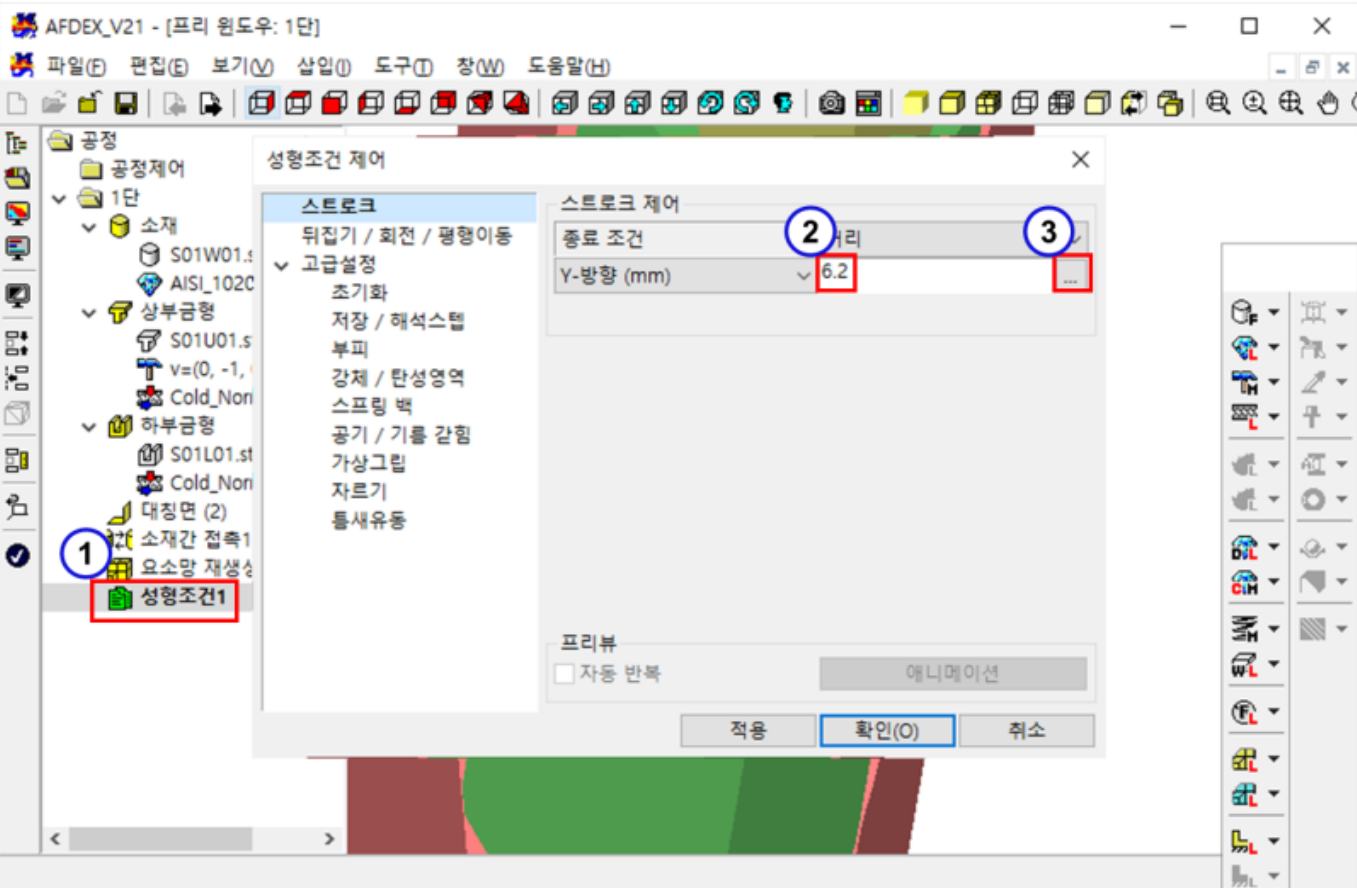 AFDEX_V21 - [프리 윈도우: 1단]
파일(F) 편집(E) 보기(V) 삽입(I) 도구(T) 창(W) 도움말(H)
공정
공정제어
1단
소재
S01W01.s
AISI_1020
상부금형
S01U01.s
v=(0, -1,
Cold_Nor
하부금형
S01L01.st
Cold_Nor
대칭면 (2)
소재간 접촉1
요소망 재생성
성형조건1
1
성형조건 제어
스트로크
뒤집기 / 회전 / 평행이동
고급설정
초기화
저장 / 해석스텝
부피
강체 / 탄성영역
스프링 백
공기 / 기름 갇힘
가상그립
자르기
틈새유동
스트로크 제어
종료 조건
2
3
Y-방향 (mm) 6.2 ...
프리뷰
자동 반복 애니메이션
적용 확인(O) 취소